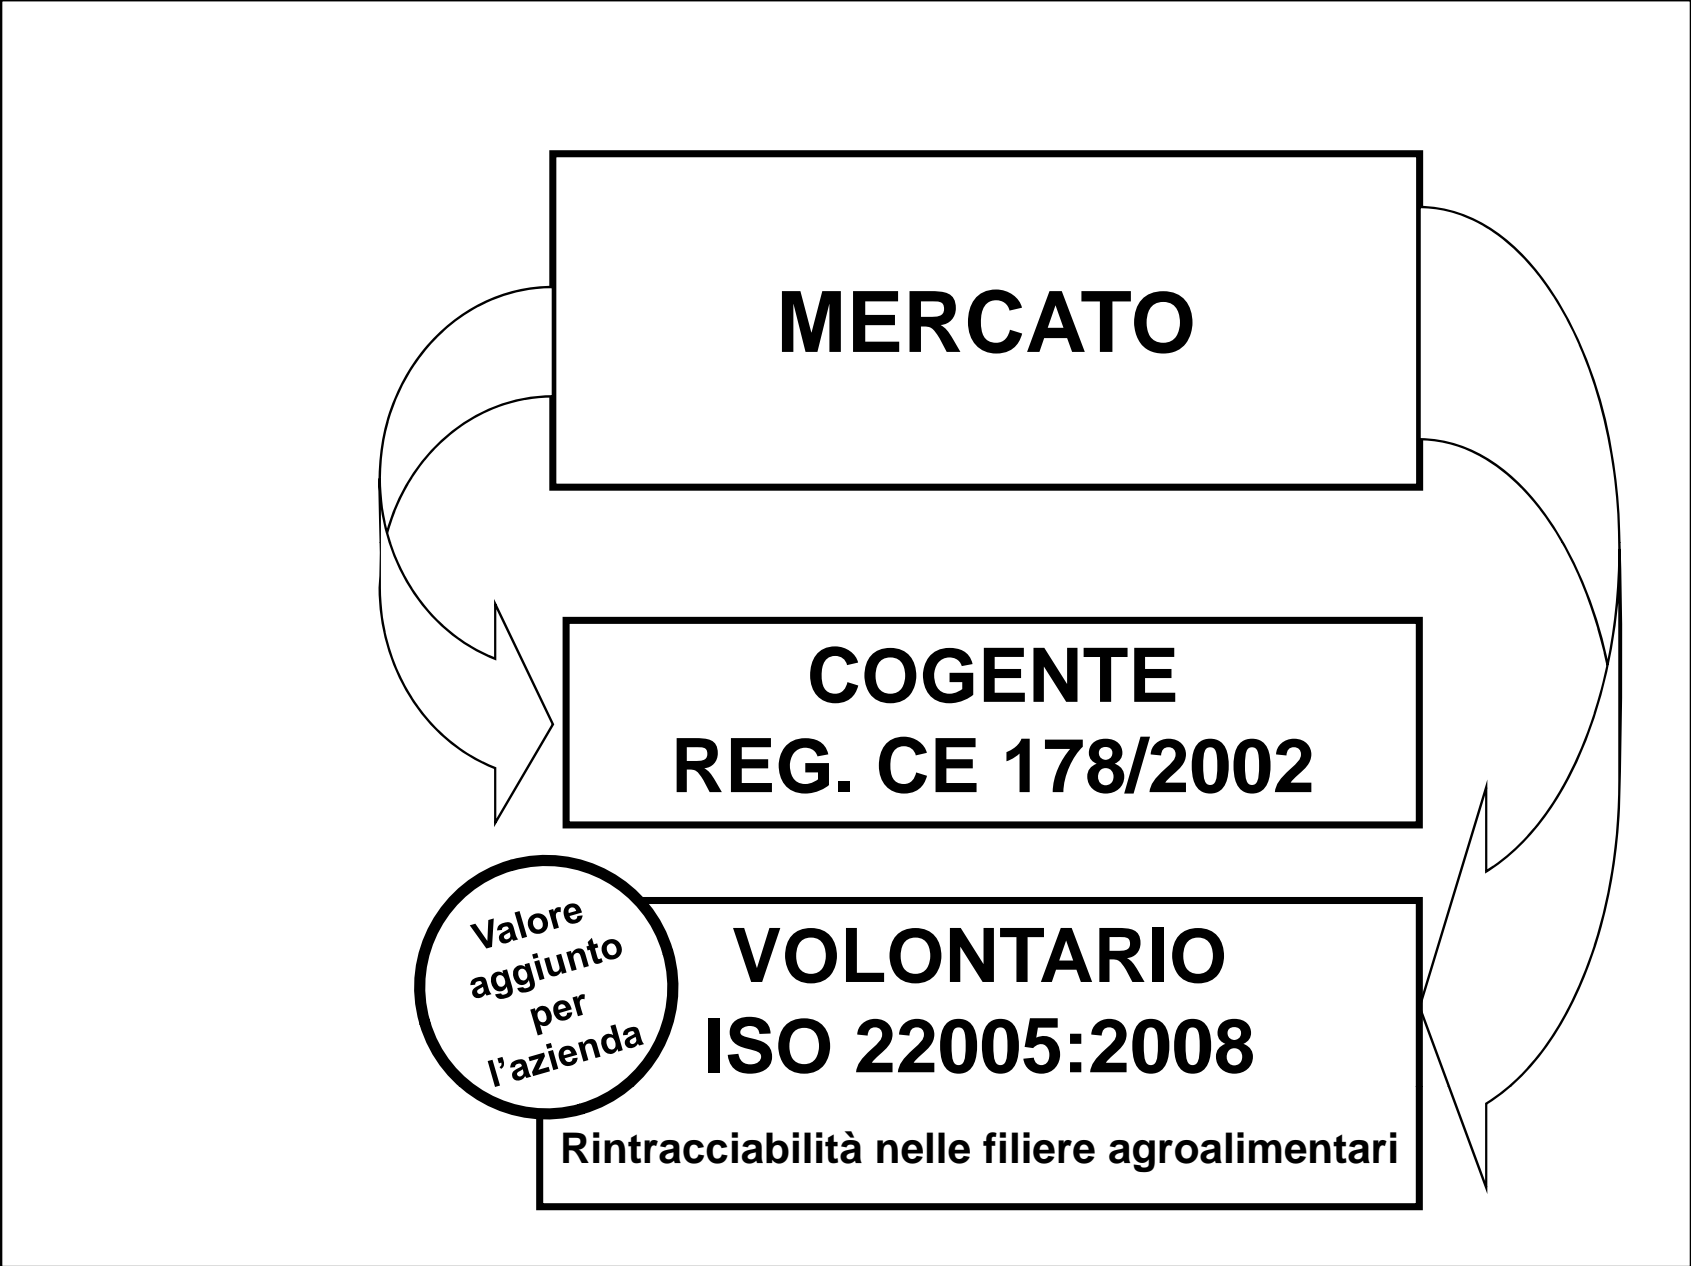 MERCATO
COGENTE
REG. CE 178/2002
Valore
aggiunto
per
l’azienda
VOLONTARIO
ISO 22005:2008
Rintracciabilità nelle filiere agroalimentari